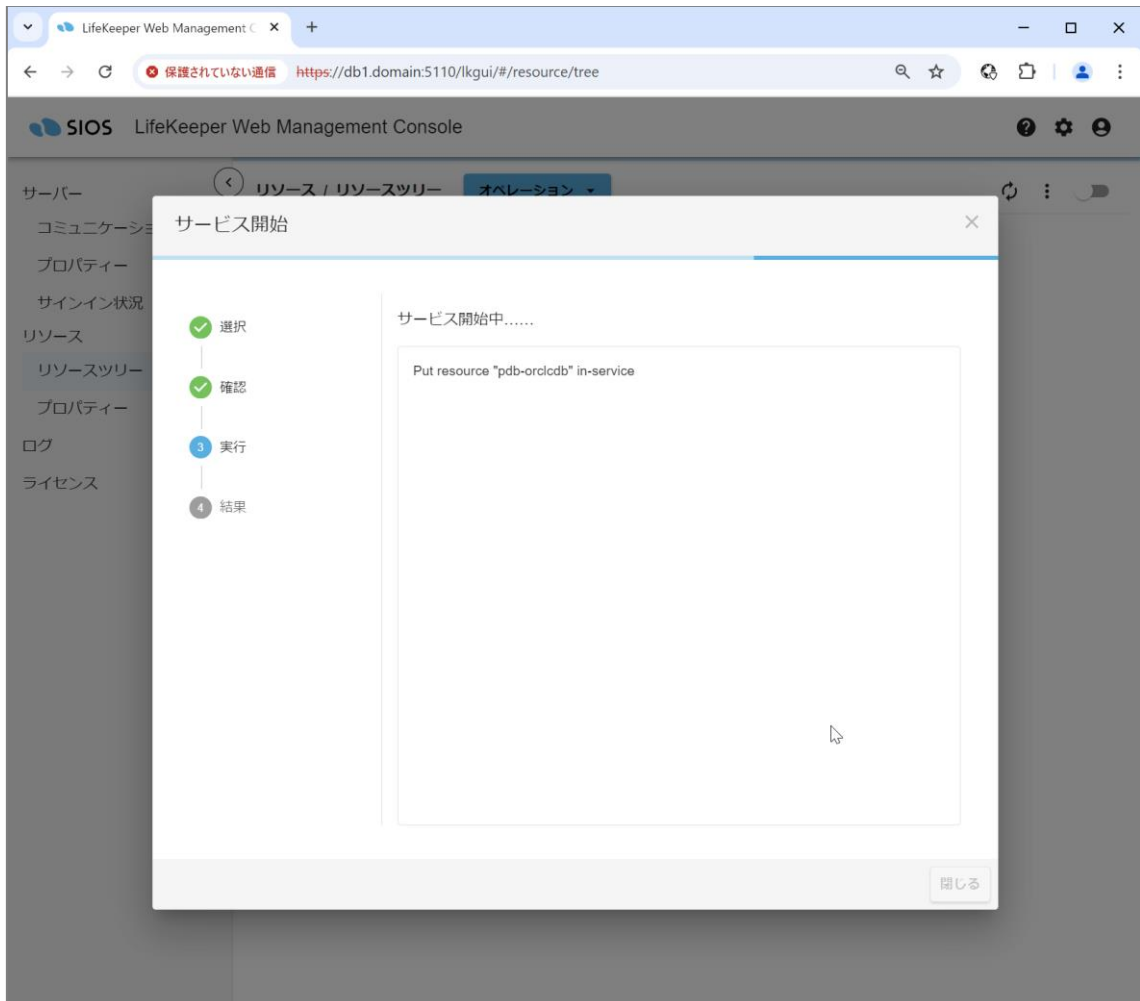 LifeKeeper Web Management C
保護されていない通信 https://db1.domain:5110/lkgui/#/resource/tree
SIOS LifeKeeper Web Management Console
サーバー
コミュニケーショ
プロパティー
サインイン状況
リソース
リソースツリー
プロパティー
ログ
ライセンス
リソース / リソースツリー オペレーション
サービス開始
選択
確認
3 実行
4 結果
サービス開始中......
Put resource "pdb-orclcdb" in-service
閉じる